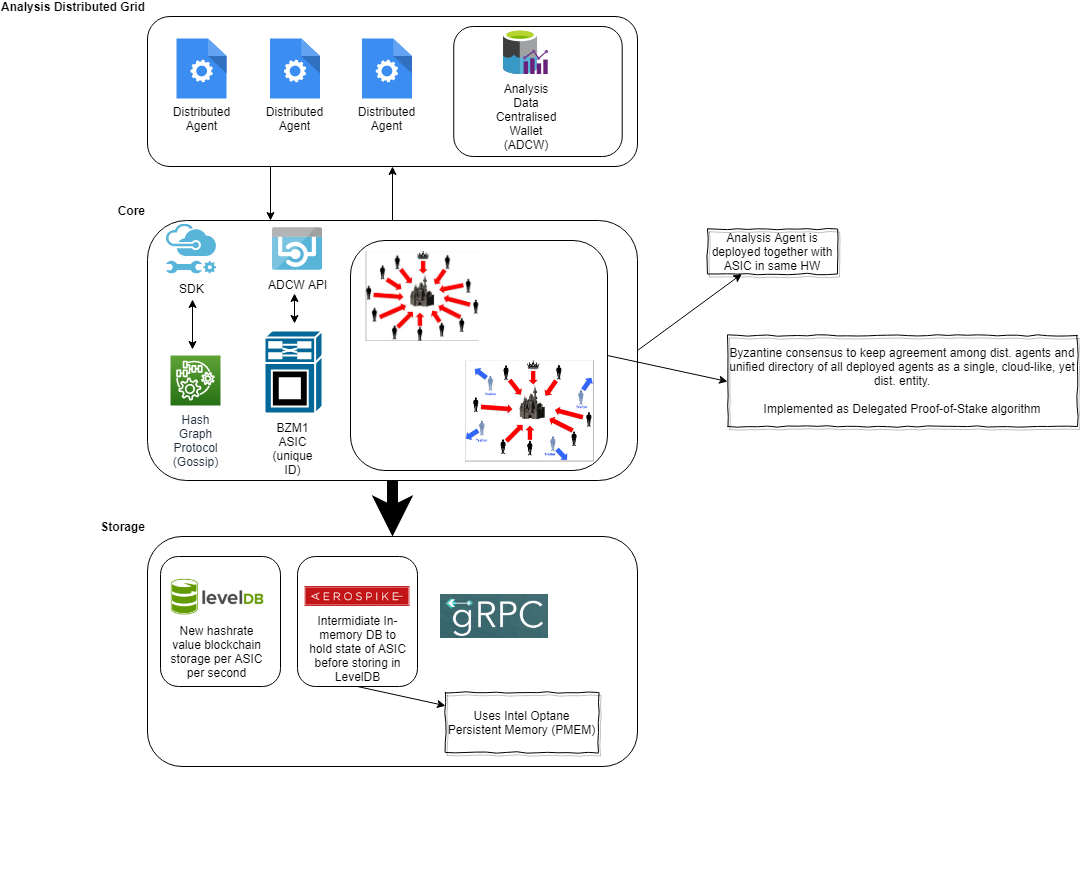 Analysis Distributed Grid
Distributed
Agent
Distributed
Agent
Distributed
Agent
Analysis
Data
Centralised
Wallet
(ADCW)
Core
SDK
ADCW API
Hash
Graph
Protocol
(Gossip)
BZM1
ASIC
(unique
ID)
Analysis Agent is
deployed together with
ASIC in same HW
Byzantine consensus to keep agreement among dist. agents and
unified directory of all deployed agents as a single, cloud-like, yet
dist. entity.
Implemented as Delegated Proof-of-Stake algorithm
Traitor
Traitor
Traitor
Traitor
Storage
levelDB
New hashrate
value blockchain
storage per ASIC
per second
AEROSPIKE
Intermidiate In-
memory DB to
hold state of ASIC
before storing in
LevelDB
gRPC
Uses Intel Optane
Persistent Memory (PMEM)